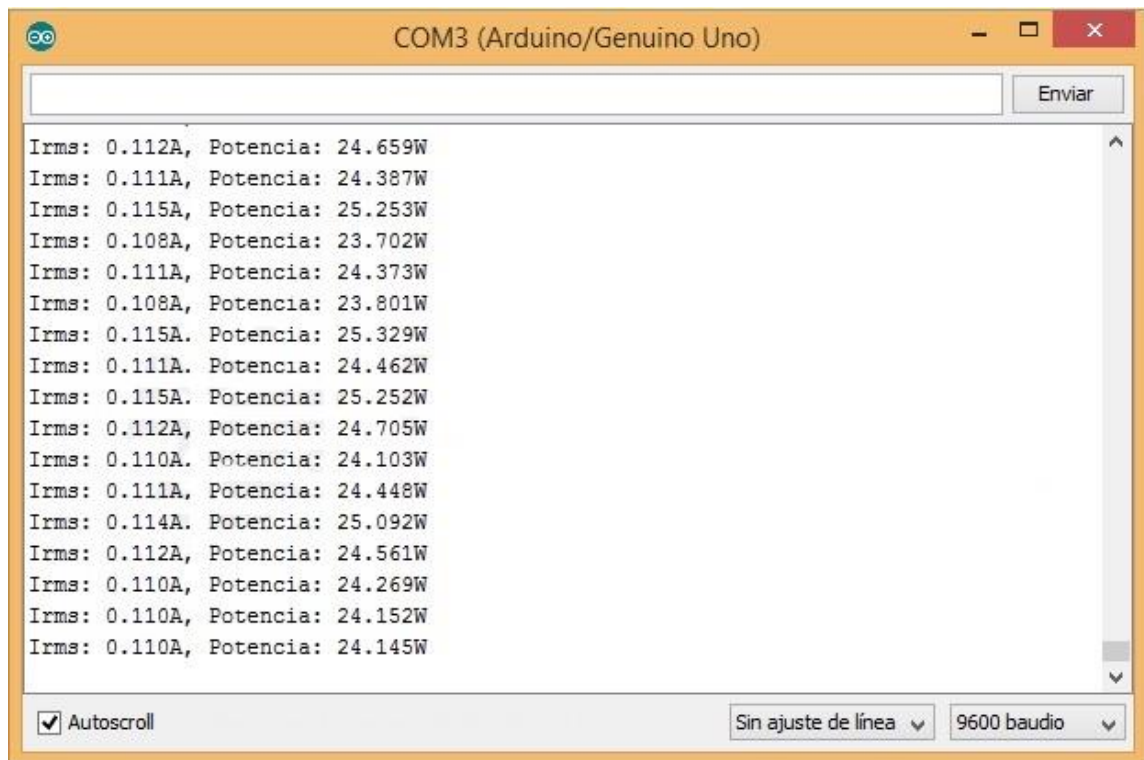 COM3 (Arduino/Genuino Uno)
Enviar
Irms: 0.112A, Potencia: 24.659W
Irms: 0.111A, Potencia: 24.387W
Irms: 0.115A, Potencia: 25.253W
Irms: 0.108A, Potencia: 23.702W
Irms: 0.111A, Potencia: 24.373W
Irms: 0.108A, Potencia: 23.801W
Irms: 0.115A. Potencia: 25.329W
Irms: 0.111A. Potencia: 24.462W
Irms: 0.115A. Potencia: 25.252W
Irms: 0.112A, Potencia: 24.705W
Irms: 0.110A. Potencia: 24.103W
Irms: 0.111A, Potencia: 24.448W
Irms: 0.114A. Potencia: 25.092W
Irms: 0.112A, Potencia: 24.561W
Irms: 0.110A, Potencia: 24.269W
Irms: 0.110A, Potencia: 24.152W
Irms: 0.110A, Potencia: 24.145W
Autoscroll Sin ajuste de línea 9600 baudio